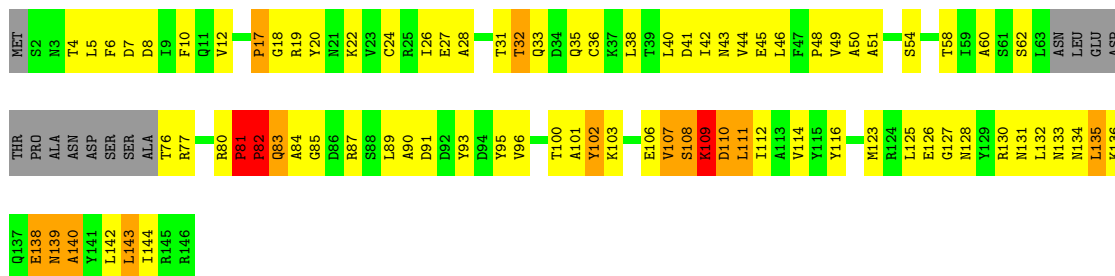 MET S2 N3 T4 L5 F6 D7 D8 I9 F10 Q11 V12 P17 G18 R19 Y20 N21 K22 V23 C24 R25 I26 E27 A28 T31 T32 Q33 D34 Q35 C36 K37 L38 T39 L40 D41 I42 N43 V44 E45 L46 F47 P48 V49 A50 A51 S54 T58 I59 A60 S61 S62 L63 ASN LEU GLU ASP
THR PRO ALA ASN ASP SER SER ALA T76 R77 R80 P81 P82 Q83 A84 G85 D86 R87 S88 L89 A90 D91 D92 Y93 D94 Y95 V96 T100 A101 Y102 K103 E106 V107 S108 K109 D110 L111 I112 A113 V114 Y115 Y116 M123 R124 L125 E126 G127 N128 Y129 R130 N131 L132 N133 N134 L135 K136
Q137 E138 N139 A140 Y141 L142 L143 I144 R145 R146